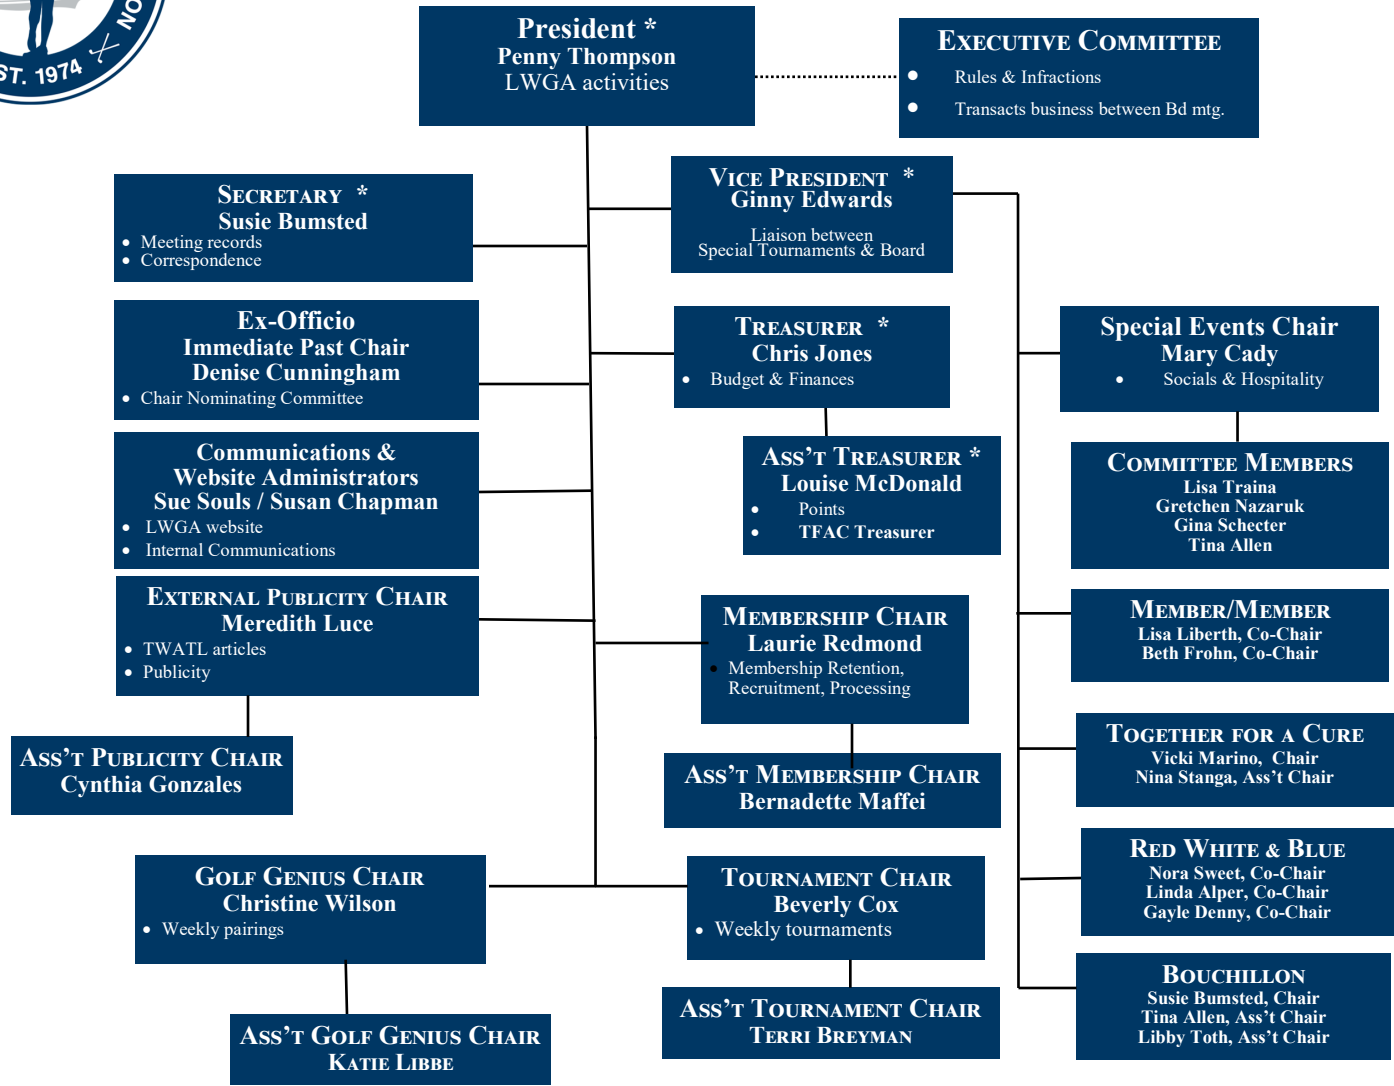 NO
ST. 1974
President *
Penny Thompson
LWGA activities
EXECUTIVE COMMITTEE
• Rules & Infractions
• Transacts business between Bd mtg.
SECRETARY *
Susie Bumsted
• Meeting records
• Correspondence
VICE PRESIDENT *
Ginny Edwards
Liaison between
Special Tournaments & Board
Ex-Officio
Immediate Past Chair
Denise Cunningham
• Chair Nominating Committee
TREASURER *
Chris Jones
• Budget & Finances
Special Events Chair
Mary Cady
• Socials & Hospitality
Communications &
Website Administrators
Sue Souls / Susan Chapman
• LWGA website
• Internal Communications
ASS’T TREASURER *
Louise McDonald
• Points
• TFAC Treasurer
COMMITTEE MEMBERS
Lisa Traina
Gretchen Nazaruk
Gina Schecter
Tina Allen
EXTERNAL PUBLICITY CHAIR
Meredith Luce
• TWATL articles
• Publicity
MEMBERSHIP CHAIR
Laurie Redmond
• Membership Retention,
Recruitment, Processing
MEMBER/MEMBER
Lisa Liberth, Co-Chair
Beth Frohn, Co-Chair
ASS’T PUBLICITY CHAIR
Cynthia Gonzales
ASS’T MEMBERSHIP CHAIR
Bernadette Maffei
TOGETHER FOR A CURE
Vicki Marino, Chair
Nina Stanga, Ass’t Chair
GOLF GENIUS CHAIR
Christine Wilson
• Weekly pairings
TOURNAMENT CHAIR
Beverly Cox
• Weekly tournaments
RED WHITE & BLUE
Nora Sweet, Co-Chair
Linda Alper, Co-Chair
Gayle Denny, Co-Chair
ASS’T GOLF GENIUS CHAIR
KATIE LIBBE
ASS’T TOURNAMENT CHAIR
TERRI BREYMAN
BOUCHILLON
Susie Bumsted, Chair
Tina Allen, Ass’t Chair
Libby Toth, Ass’t Chair